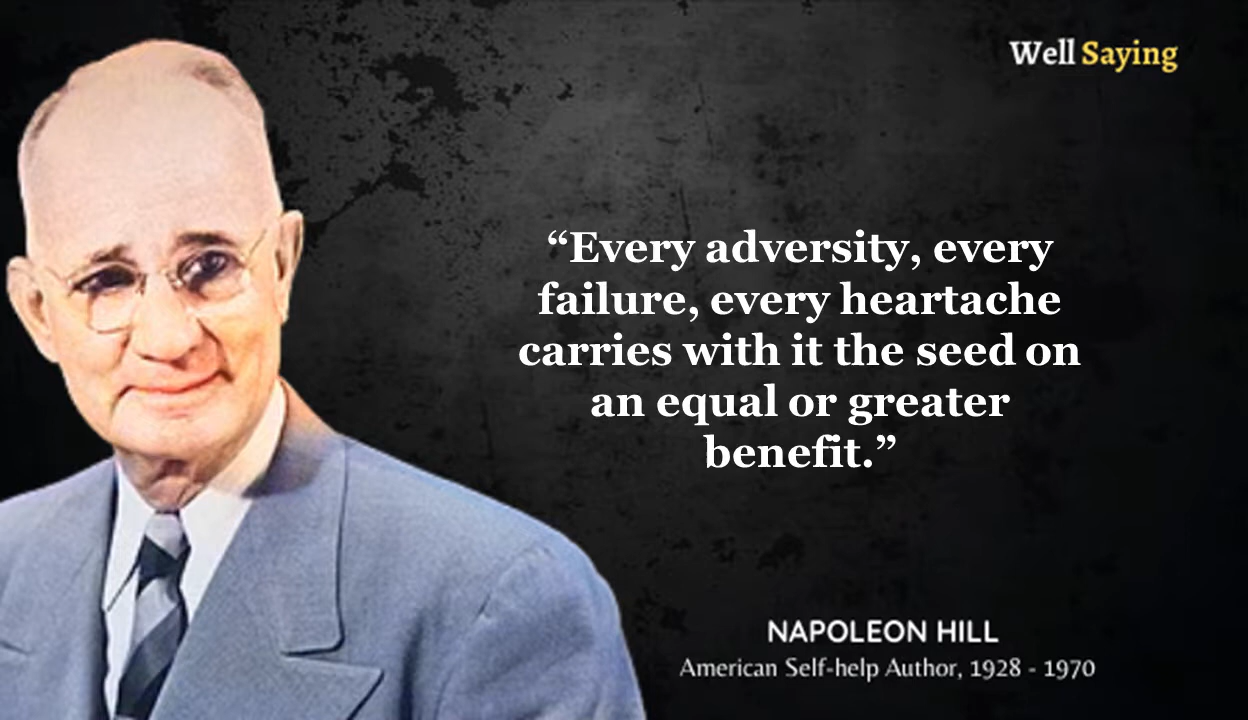 Well Saying
“Every adversity, every
failure, every heartache
carries with it the seed on
an equal or greater
benefit.”
NAPOLEON HILL
American Self-help Author, 1928 - 1970